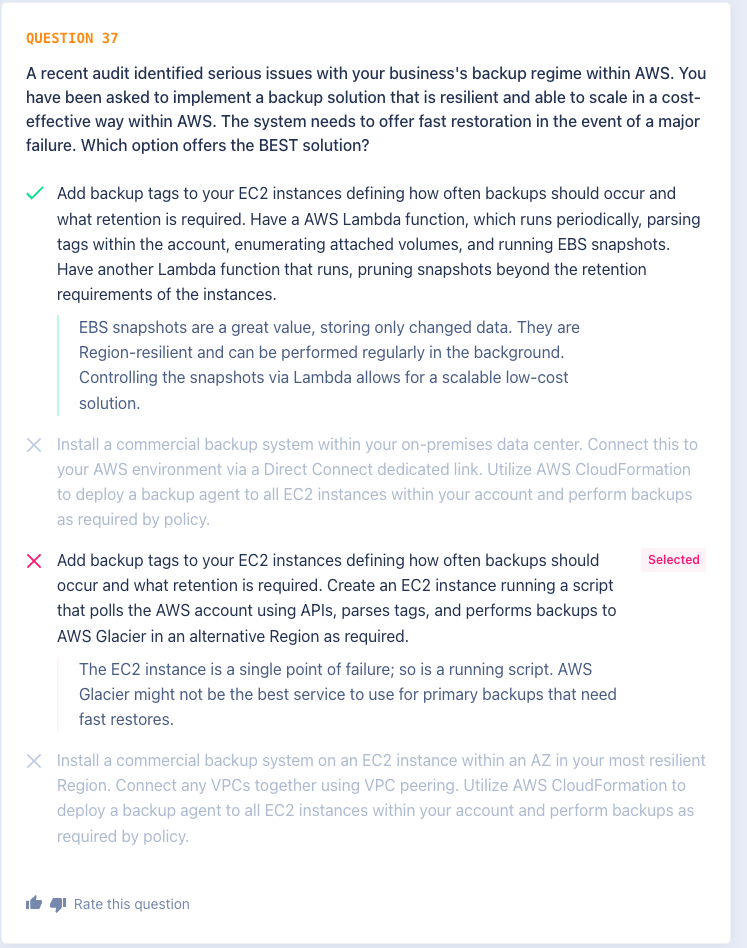 QUESTION 37
A recent audit identified serious issues with your business's backup regime within AWS. You
have been asked to implement a backup solution that is resilient and able to scale in a cost-
effective way within AWS. The system needs to offer fast restoration in the event of a major
failure. Which option offers the BEST solution?
Add backup tags to your EC2 instances defining how often backups should occur and
what retention is required. Have a AWS Lambda function, which runs periodically, parsing
tags within the account, enumerating attached volumes, and running EBS snapshots.
Have another Lambda function that runs, pruning snapshots beyond the retention
requirements of the instances.
EBS snapshots are a great value, storing only changed data. They are
Region-resilient and can be performed regularly in the background.
Controlling the snapshots via Lambda allows for a scalable low-cost
solution.
Install a commercial backup system within your on-premises data center. Connect this to
your AWS environment via a Direct Connect dedicated link. Utilize AWS CloudFormation
to deploy a backup agent to all EC2 instances within your account and perform backups
as required by policy.
Add backup tags to your EC2 instances defining how often backups should
occur and what retention is required. Create an EC2 instance running a script
that polls the AWS account using APIs, parses tags, and performs backups to
AWS Glacier in an alternative Region as required.
Selected
The EC2 instance is a single point of failure; so is a running script. AWS
Glacier might not be the best service to use for primary backups that need
fast restores.
Install a commercial backup system on an EC2 instance within an AZ in your most resilient
Region. Connect any VPCs together using VPC peering. Utilize AWS CloudFormation to
deploy a backup agent to all EC2 instances within your account and perform backups as
required by policy.
Rate this question